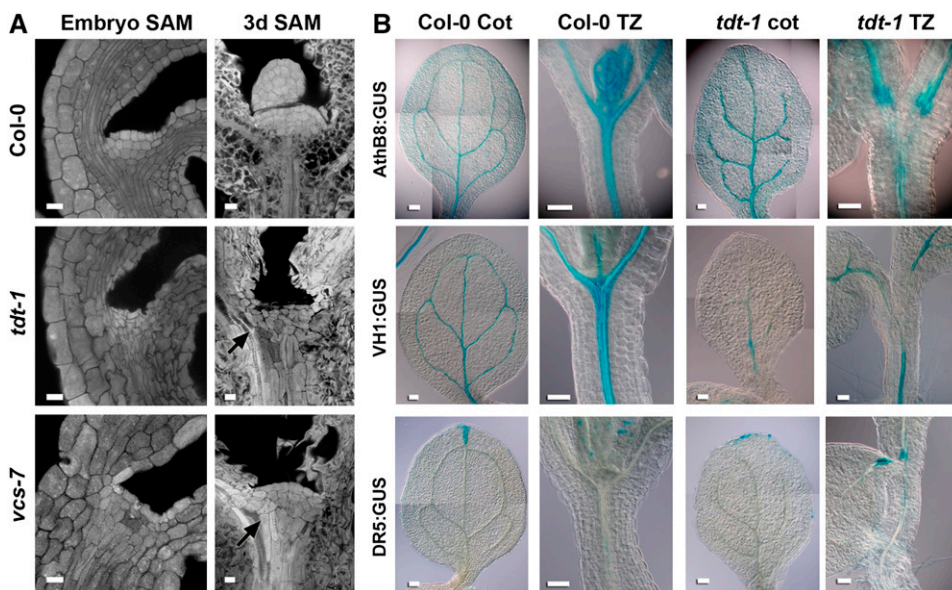 A
Embryo SAM
3d SAM
Col-0
tdt-1
vcs-7
B
Col-0 Cot
Col-0 TZ
tdt-1 cot
tdt-1 TZ
AthB8:GUS
VH1:GUS
DR5:GUS